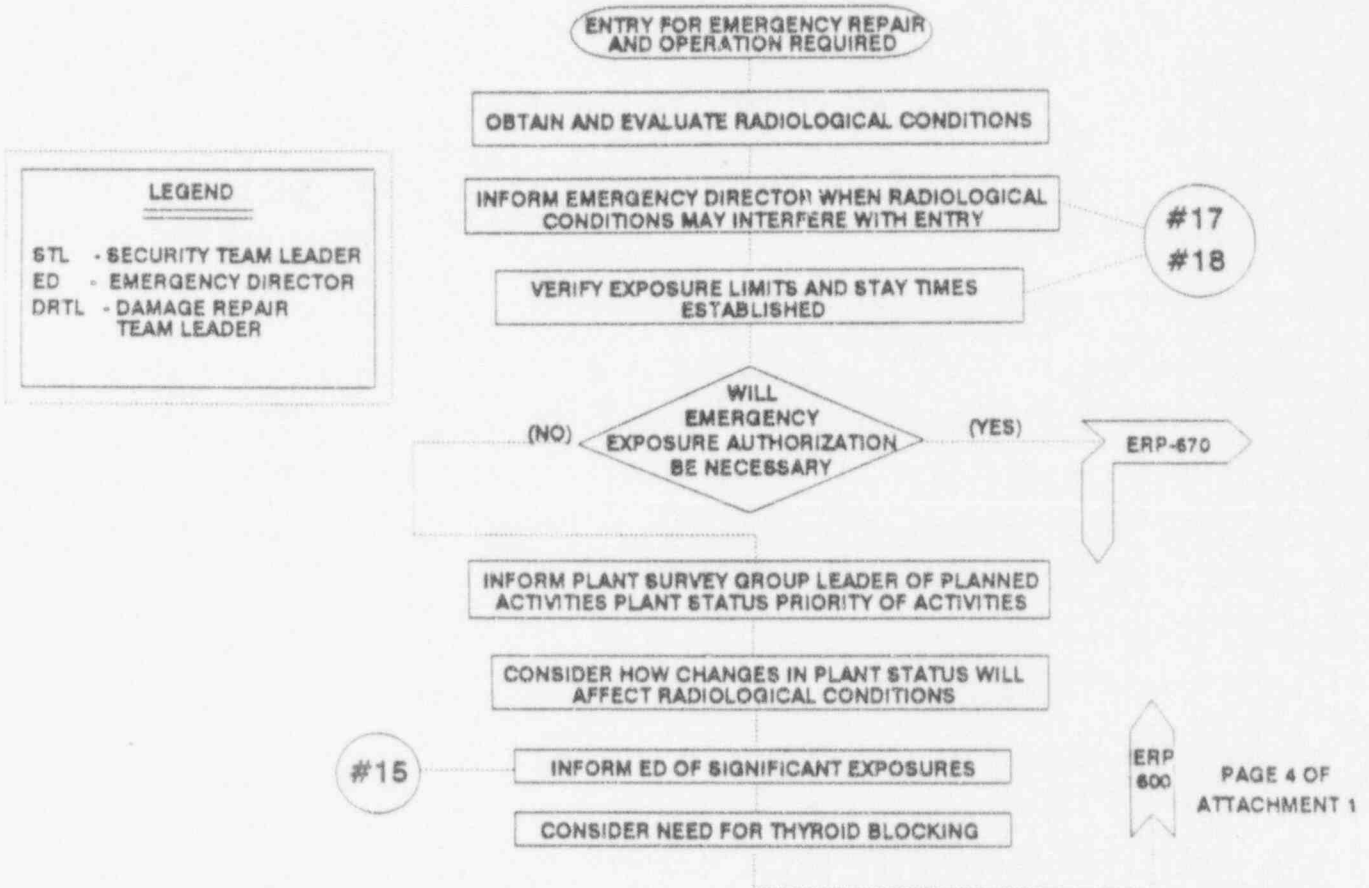 ENTRY FOR EMERGENCY REPAIR
AND OPERATION REQUIRED
OBTAIN AND EVALUATE RADIOLOGICAL CONDITIONS
LEGEND
STL - SECURITY TEAM LEADER
ED - EMERGENCY DIRECTOR
DRTL - DAMAGE REPAIR
TEAM LEADER
INFORM EMERGENCY DIRECTOR WHEN RADIOLOGICAL
CONDITIONS MAY INTERFERE WITH ENTRY
#17
#18
VERIFY EXPOSURE LIMITS AND STAY TIMES
ESTABLISHED
WILL
EMERGENCY
EXPOSURE AUTHORIZATION
BE NECESSARY
(NO)
(YES)
ERP-670
INFORM PLANT SURVEY GROUP LEADER OF PLANNED
ACTIVITIES PLANT STATUS PRIORITY OF ACTIVITIES
CONSIDER HOW CHANGES IN PLANT STATUS WILL
AFFECT RADIOLOGICAL CONDITIONS
#15
INFORM ED OF SIGNIFICANT EXPOSURES
CONSIDER NEED FOR THYROID BLOCKING
ERP
600
PAGE 4 OF
ATTACHMENT 1